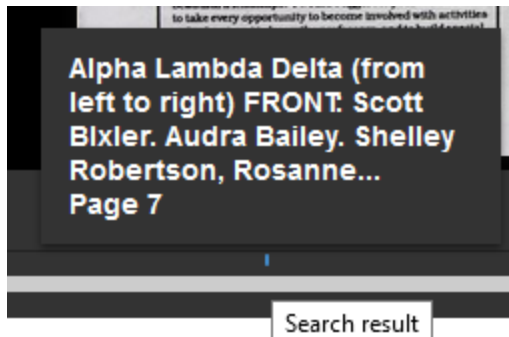 to take every opportunity to become involved with activities
Alpha Lambda Delta (from
left to right) FRONT: Scott
Blxler. Audra Bailey. Shelley
Robertson, Rosanne...
Page 7
Search result